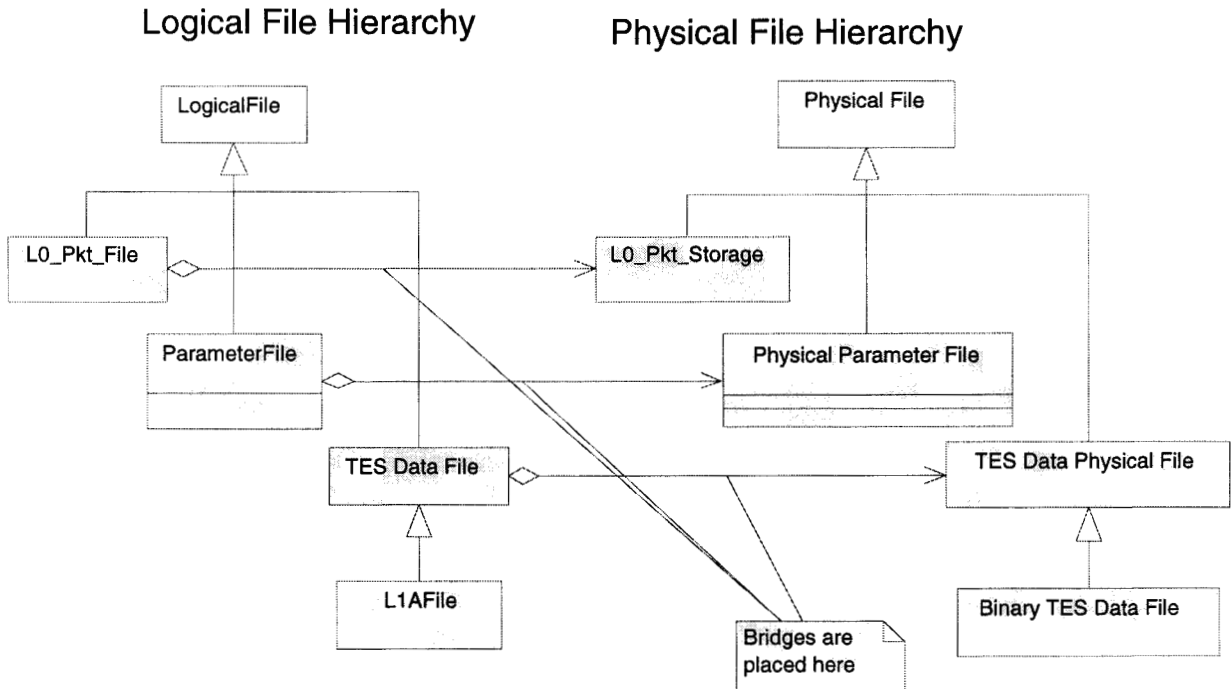 Logical File Hierarchy
Physical File Hierarchy
LogicalFile
Physical File
L0_Pkt_File
L0_Pkt_Storage
ParameterFile
Physical Parameter File
TES Data File
TES Data Physical File
L1AFile
Binary TES Data File
Bridges are
placed here